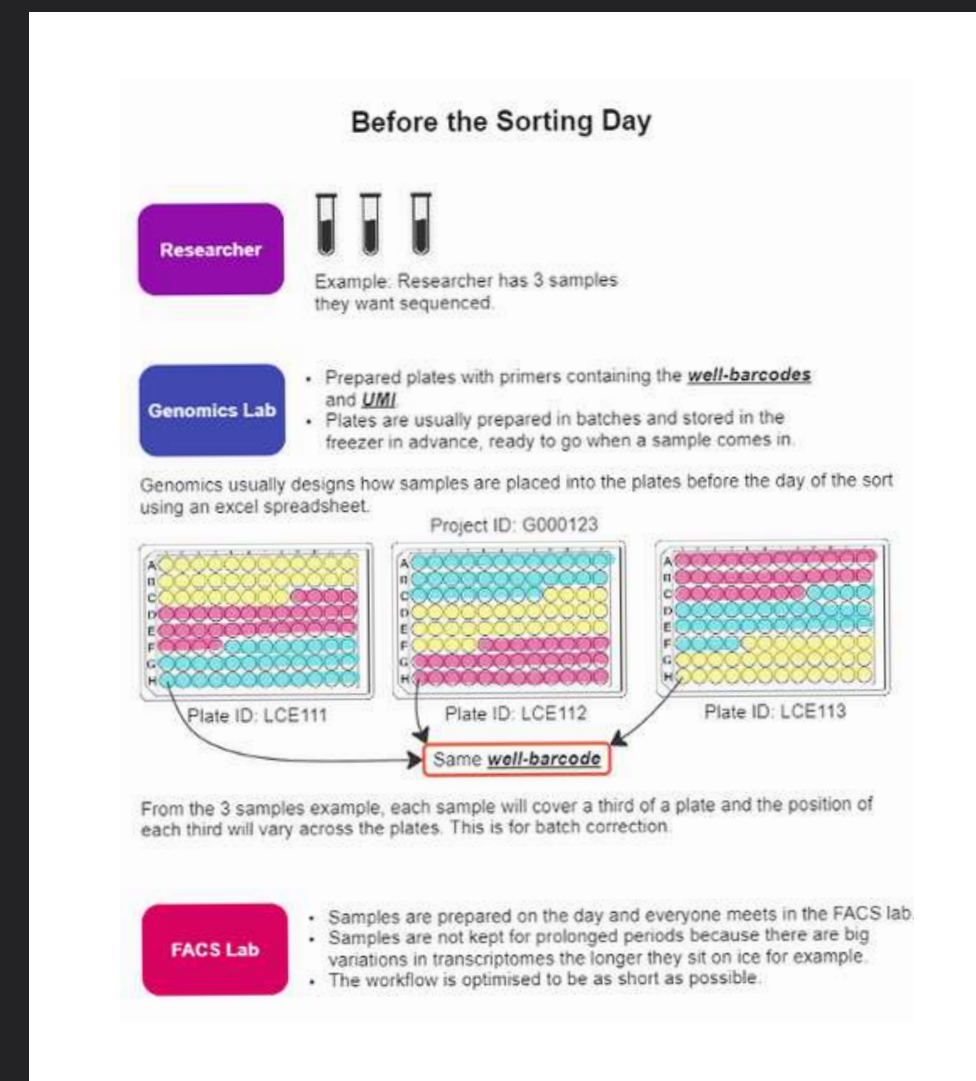 Before the Sorting Day
Researcher
Example: Researcher has 3 samples
they want sequenced.
Genomics Lab
• Prepared plates with primers containing the well-barcodes
and UMI.
• Plates are usually prepared in batches and stored in the
freezer in advance, ready to go when a sample comes in.
Genomics usually designs how samples are placed into the plates before the day of the sort
using an excel spreadsheet.
Project ID: G000123
A
B
C
D
E
F
G
H
A
B
C
D
E
F
G
H
A
B
C
D
E
F
G
H
Plate ID: LCE111
Plate ID: LCE112
Plate ID: LCE113
Same well-barcode
From the 3 samples example, each sample will cover a third of a plate and the position of
each third will vary across the plates. This is for batch correction.
FACS Lab
• Samples are prepared on the day and everyone meets in the FACS lab.
• Samples are not kept for prolonged periods because there are big
variations in transcriptomes the longer they sit on ice for example.
• The workflow is optimised to be as short as possible.